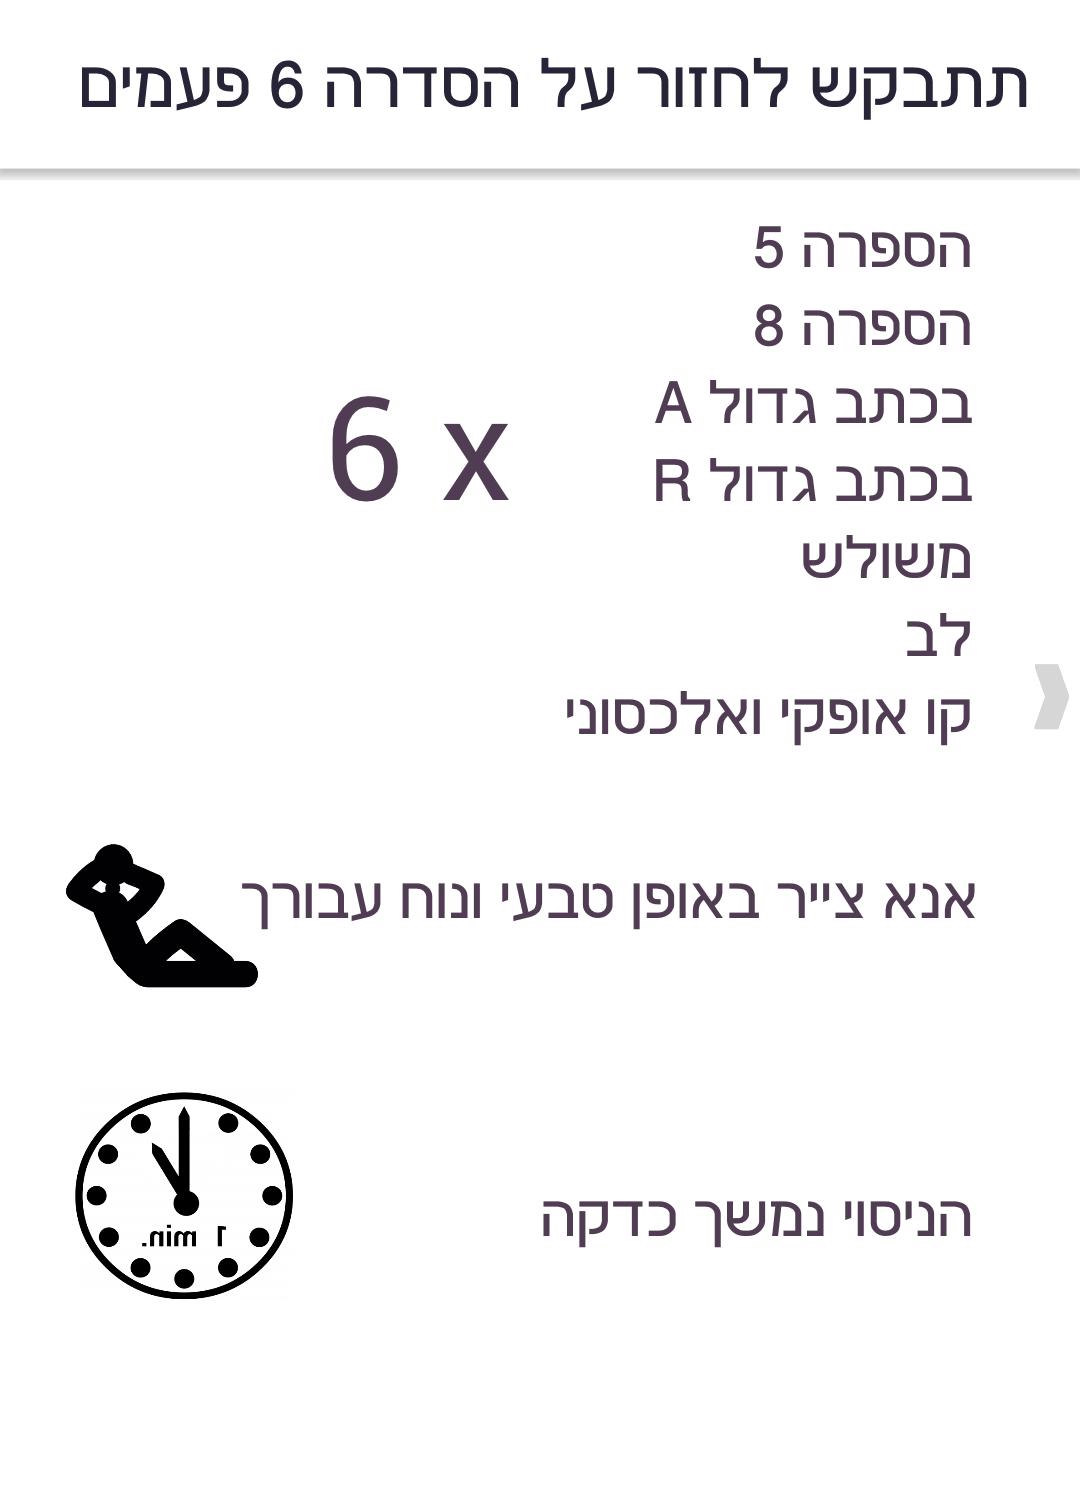 תתבקש לחזור על הסדרה 6 פעמים
הספרה 5
הספרה 8
בכתב גדול A
בכתב גדול R
משולש
לב
קו אופקי ואלכסוני
6 x
אנא צייר באופן טבעי ונוח עבורך
1 min.
הניסוי נמשך כדקה